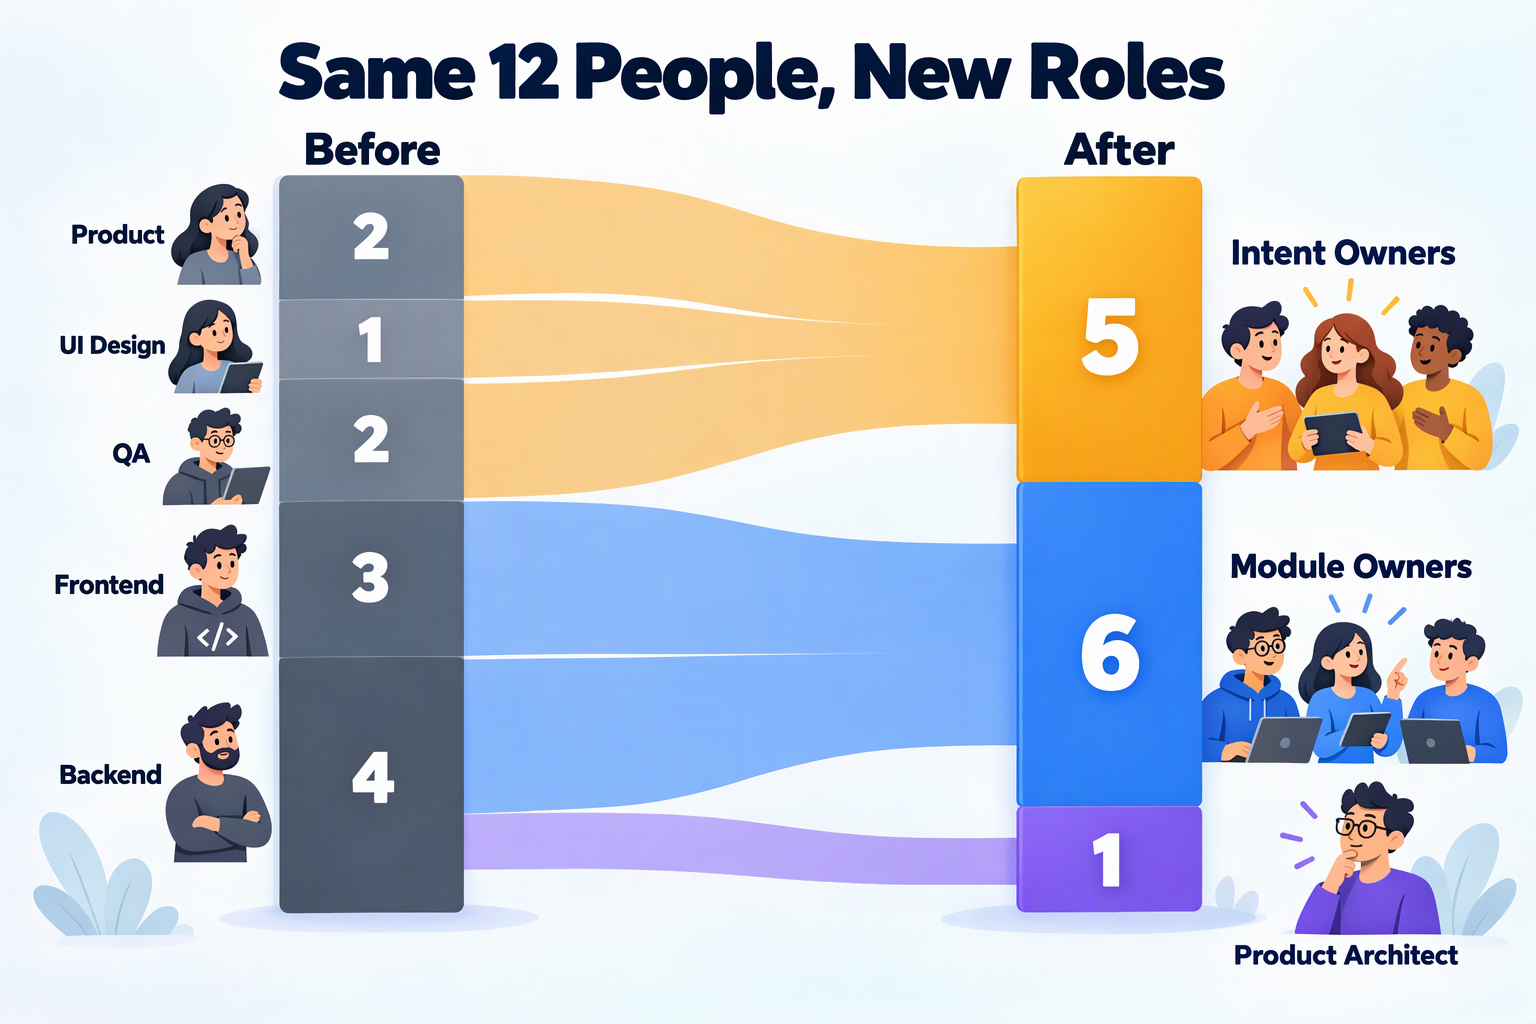 Same 12 People, New Roles
Before
After
Product
2
UI Design
1
QA
2
Frontend
</>
3
Backend
4
5
Intent Owners
6
Module Owners
1
Product Architect